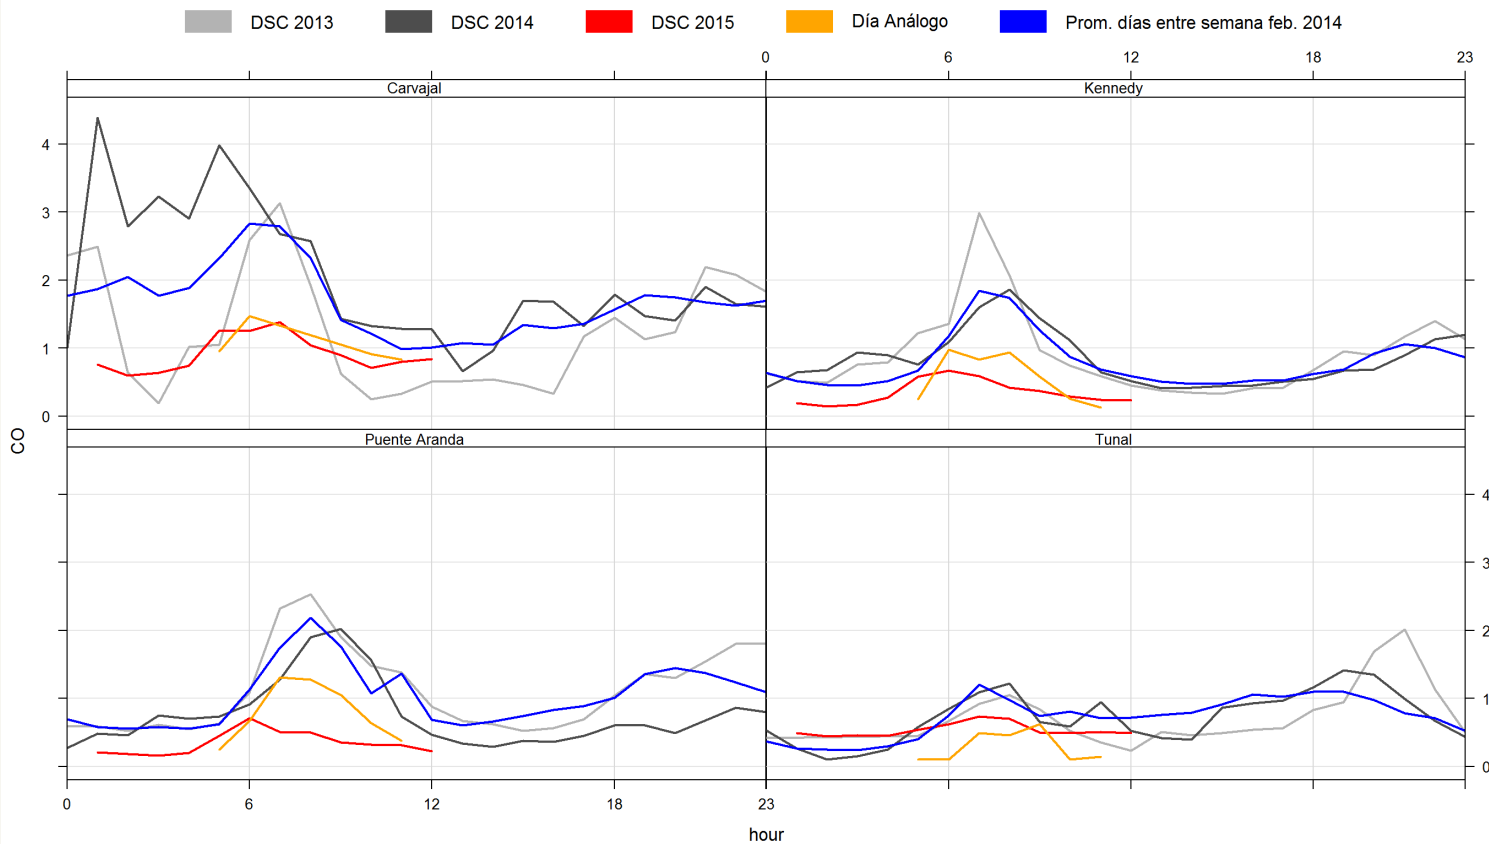 DSC 2013 DSC 2014 DSC 2015 Día Análogo Prom. días entre semana feb. 2014
0 6 12 18 23
Carvajal Kennedy
4
3
2
1
0
CO
Puente Aranda Tunal
4
3
2
1
0
0 6 12 18 23
hour